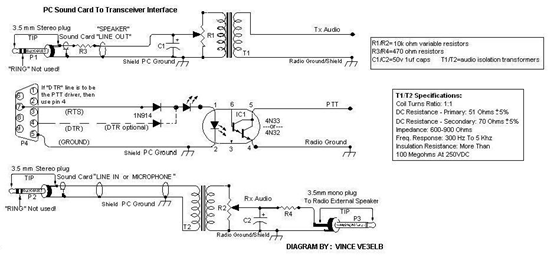 PC Sound Card To Transceiver Interface
3.5 mm Stereo plug
"SPEAKER"
TIP
Sound Card "LINE OUT"
R3
C1
R1
T1
P1
"RING" Not used!
Shield
PC Ground
Tx Audio
Radio Ground/Shield
R1/R2= 10k ohm variable resistors
R3/R4=470 ohm resistors
C1/C2=50v 1uf caps T1/T2=audio isolation transformers
If "DTR" line is to be
the PTT driver, then
use pin 4
1N914
(RTS)
(DTR)
(DTR optional)
(GROUND)
P4
Shield
PC Ground
1 6 5
IC1
4N33
or
4N32
2 3 4
PTT
Radio Ground
T1/T2 Specifications:
Coil Turns Ratio: 1:1
DC Resistance - Primary: 51 Ohms ±5%
DC Resistance - Secondary: 70 Ohms ±5%
Impedance: 600-900 Ohms
Freq. Response: 300 Hz To 5 Khz
Insulation Resistance: More Than
100 Megohms At 250VDC
3.5 mm Stereo Plug
Sound Card "LINE IN or MICROPHONE"
TIP
P2
"RING" Not used!
Shield
PC Ground
T2
R2
Rx Audio
C2
R4
Radio Ground/Shield
3.5mm mono plug
To Radio External Speaker
TIP
P3
Shield
DIAGRAM BY: VINCE VE3ELB